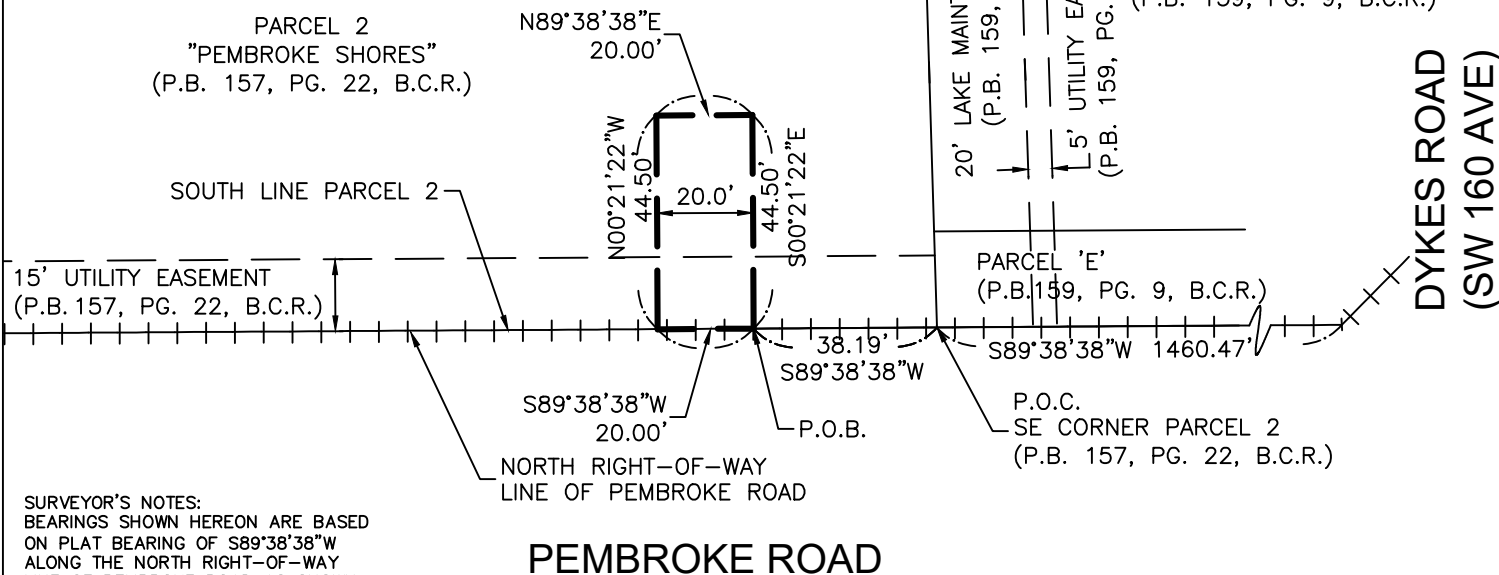 PARCEL 2
"PEMBROKE SHORES"
(P.B. 157, PG. 22, B.C.R.)
N89°38'38"E
20.00'
20' LAKE MAINT
(P.B. 159,
5' UTILITY EA
(P.B. 159, PG.
(P.B. 159, PG. 9, B.C.R.)
DYKES ROAD
(SW 160 AVE)
SOUTH LINE PARCEL 2
N00°21'22"W
44.50'
20.0'
44.50'
S00°21'22"E
15' UTILITY EASEMENT
(P.B.157, PG. 22, B.C.R.)
PARCEL 'E'
(P.B.159, PG. 9, B.C.R.)
38.19'
S89°38'38"W
S89°38'38"W 1460.47'
S89°38'38"W
20.00'
P.O.B.
P.O.C.
SE CORNER PARCEL 2
(P.B. 157, PG. 22, B.C.R.)
NORTH RIGHT-OF-WAY
LINE OF PEMBROKE ROAD
SURVEYOR'S NOTES:
BEARINGS SHOWN HEREON ARE BASED
ON PLAT BEARING OF S89°38'38"W
ALONG THE NORTH RIGHT-OF-WAY
PEMBROKE ROAD